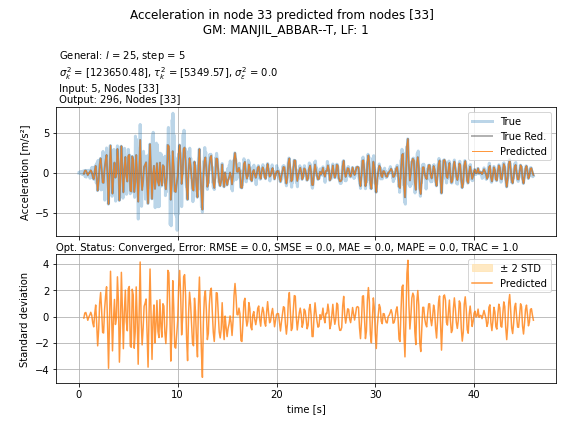 Acceleration in node 33 predicted from nodes [33]
GM: MANJIL_ABBAR--T, LF: 1
General: l = 25, step = 5
σ²ₖ = [123650.48], τ²ₖ = [5349.57], σ²ε = 0.0
Input: 5, Nodes [33]
Output: 296, Nodes [33]
True
True Red.
Predicted
Acceleration [m/s²]
5
0
−5
Opt. Status: Converged, Error: RMSE = 0.0, SMSE = 0.0, MAE = 0.0, MAPE = 0.0, TRAC = 1.0
± 2 STD
Predicted
Standard deviation
4
2
0
−2
−4
0 10 20 30 40
time [s]